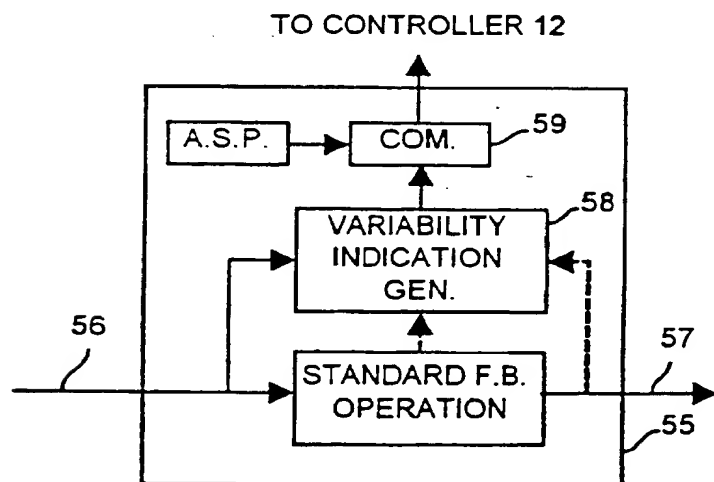 TO CONTROLLER 12
A.S.P.
COM.
59
58
VARIABILITY
INDICATION
GEN.
56
57
STANDARD F.B.
OPERATION
55